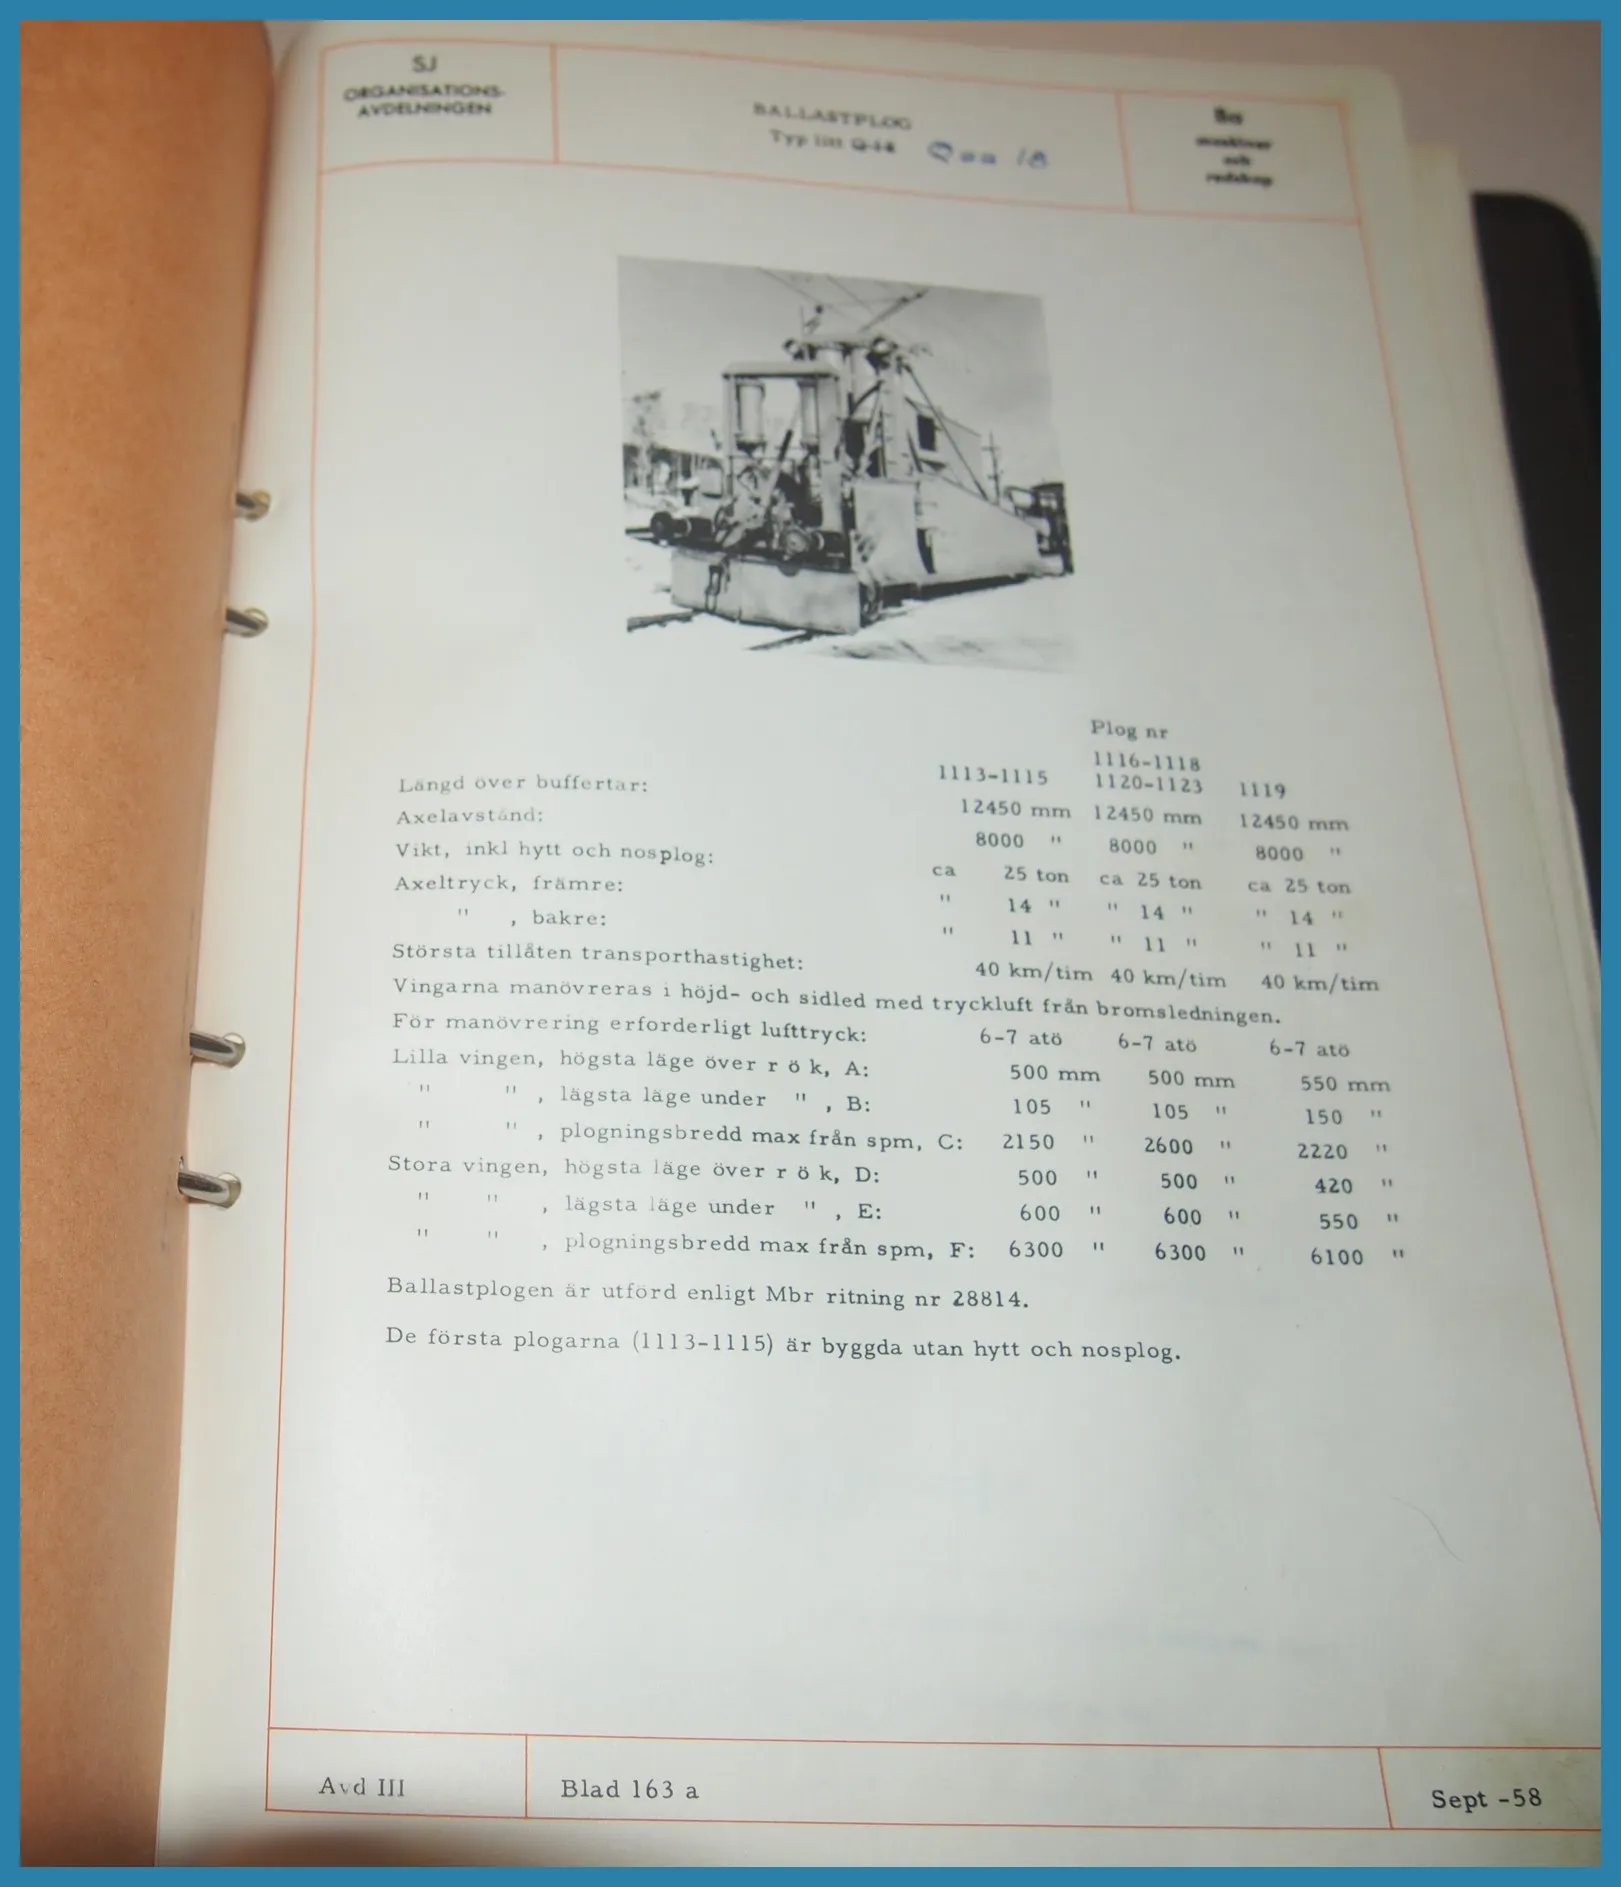 SJ
ORGANISATIONS-
AVDELNINGEN
BALLASTPLOG
Typ litt Q 14 Qaa 18
Ba
maskiner
och
redskap
Plog nr
1113-1115 1116-1118 1120-1123 1119
Längd över buffertar: 12450 mm 12450 mm 12450 mm
Axelavstånd: 8000 " 8000 " 8000 "
Vikt, inkl hytt och nosplog: ca 25 ton ca 25 ton ca 25 ton
Axeltryck, främre: " 14 " " 14 " " 14 "
" , bakre: " 11 " " 11 " " 11 "
Största tillåten transporthastighet: 40 km/tim 40 km/tim 40 km/tim
Vingarna manövreras i höjd- och sidled med tryckluft från bromsledningen.
För manövrering erforderligt lufttryck: 6-7 atö 6-7 atö 6-7 atö
Lilla vingen, högsta läge över r ö k, A: 500 mm 500 mm 550 mm
" " , lägsta läge under " , B: 105 " 105 " 150 "
" " , plogningsbredd max från spm, C: 2150 " 2600 " 2220 "
Stora vingen, högsta läge över r ö k, D: 500 " 500 " 420 "
" " , lägsta läge under " , E: 600 " 600 " 550 "
" " , plogningsbredd max från spm, F: 6300 " 6300 " 6100 "
Ballastplogen är utförd enligt Mbr ritning nr 28814.
De första plogarna (1113-1115) är byggda utan hytt och nosplog.
Avd III
Blad 163 a
Sept -58